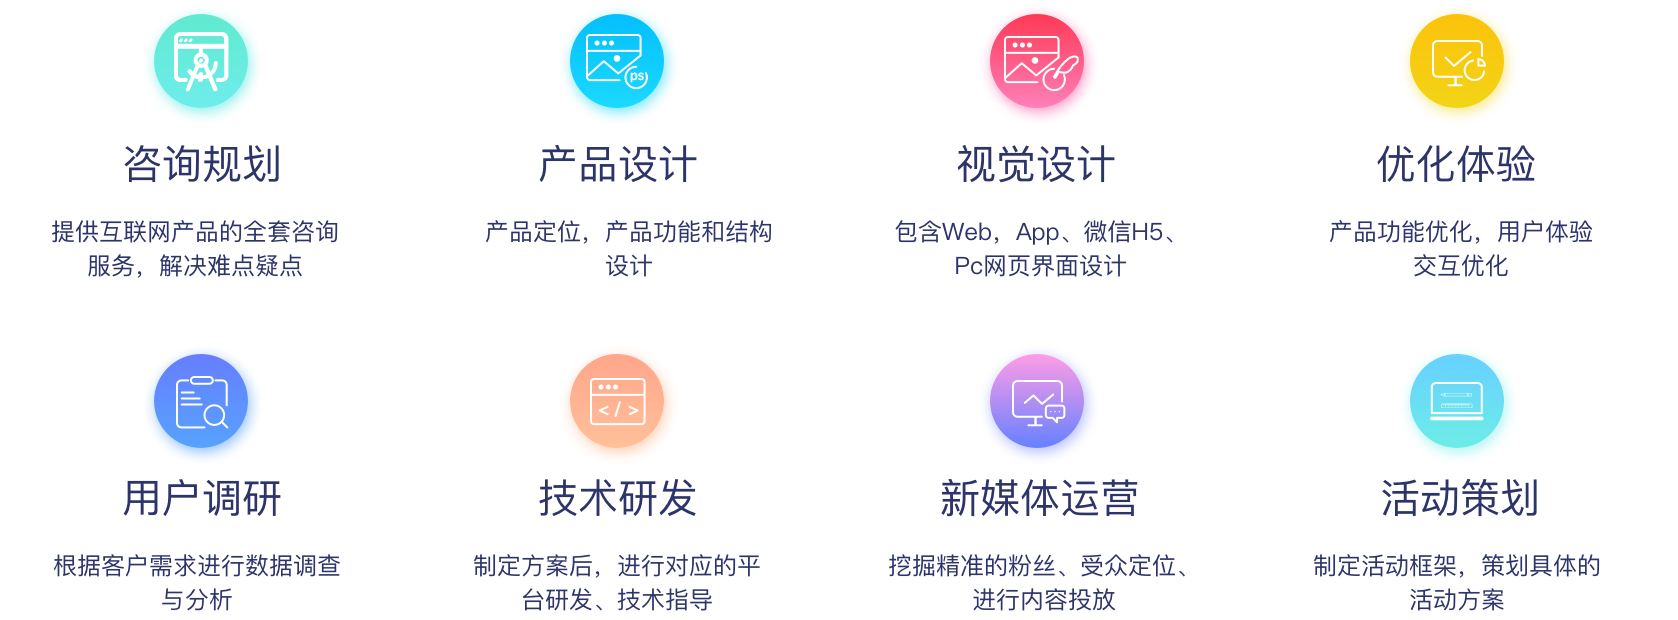 ps
咨询规划
产品设计
视觉设计
优化体验
提供互联网产品的全套咨询
服务，解决难点疑点
产品定位，产品功能和结构
设计
包含Web，App、微信H5、
Pc网页界面设计
产品功能优化，用户体验
交互优化
用户调研
技术研发
新媒体运营
活动策划
根据客户需求进行数据调查
与分析
制定方案后，进行对应的平
台研发、技术指导
挖掘精准的粉丝、受众定位、
进行内容投放
制定活动框架，策划具体的
活动方案